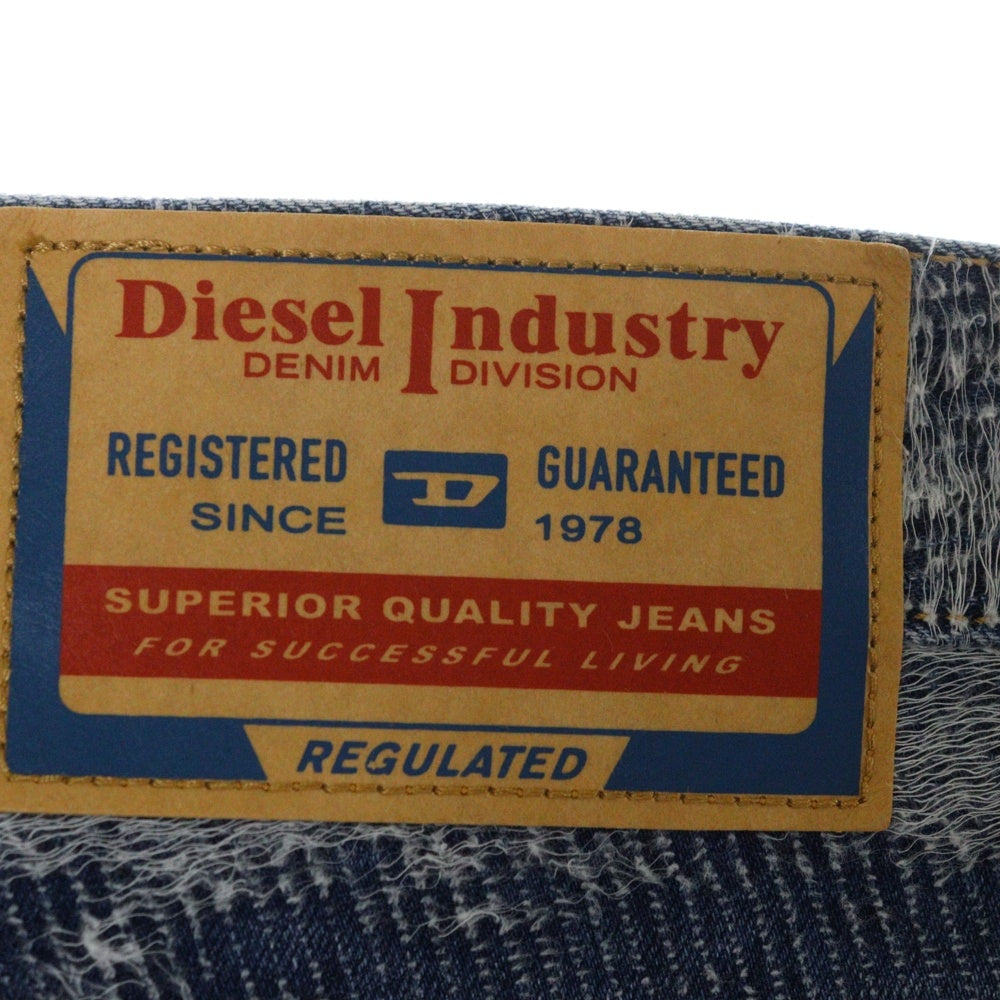 Diesel Industry
DENIM DIVISION
REGISTERED D GUARANTEED
SINCE 1978
SUPERIOR QUALITY JEANS
FOR SUCCESSFUL LIVING
REGULATED